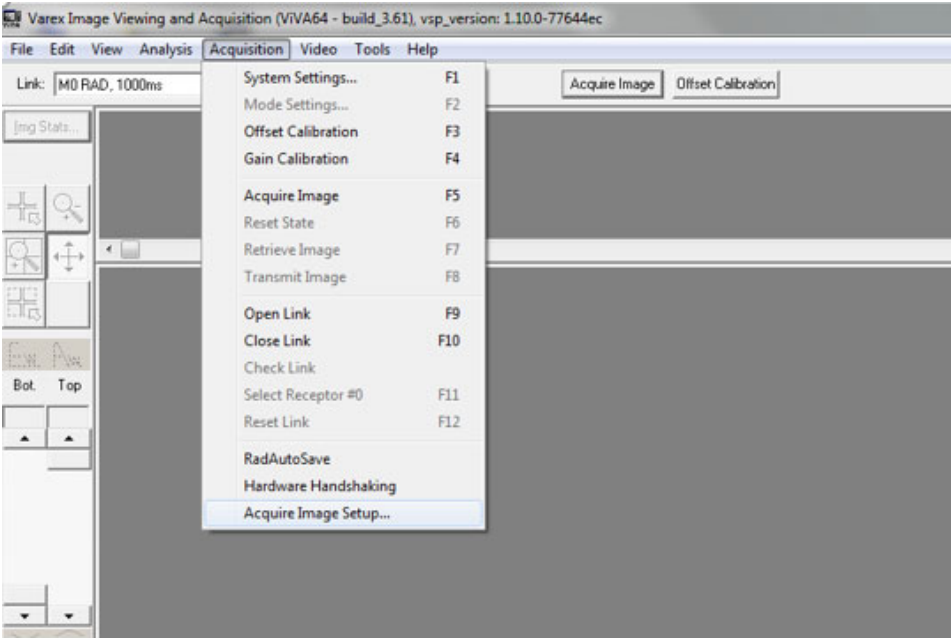 Varex Image Viewing and Acquisition (ViVA64 - build_3.61), vsp_version: 1.10.0-77644ec
File Edit View Analysis Acquisition Video Tools Help
Link: M0 RAD, 1000ms Acquire Image Offset Calibration
Img Stats...
System Settings... F1
Mode Settings... F2
Offset Calibration F3
Gain Calibration F4
Acquire Image F5
Reset State F6
Retrieve Image F7
Transmit Image F8
Open Link F9
Close Link F10
Check Link
Select Receptor #0 F11
Reset Link F12
RadAutoSave
Hardware Handshaking
Acquire Image Setup...
Bot. Top